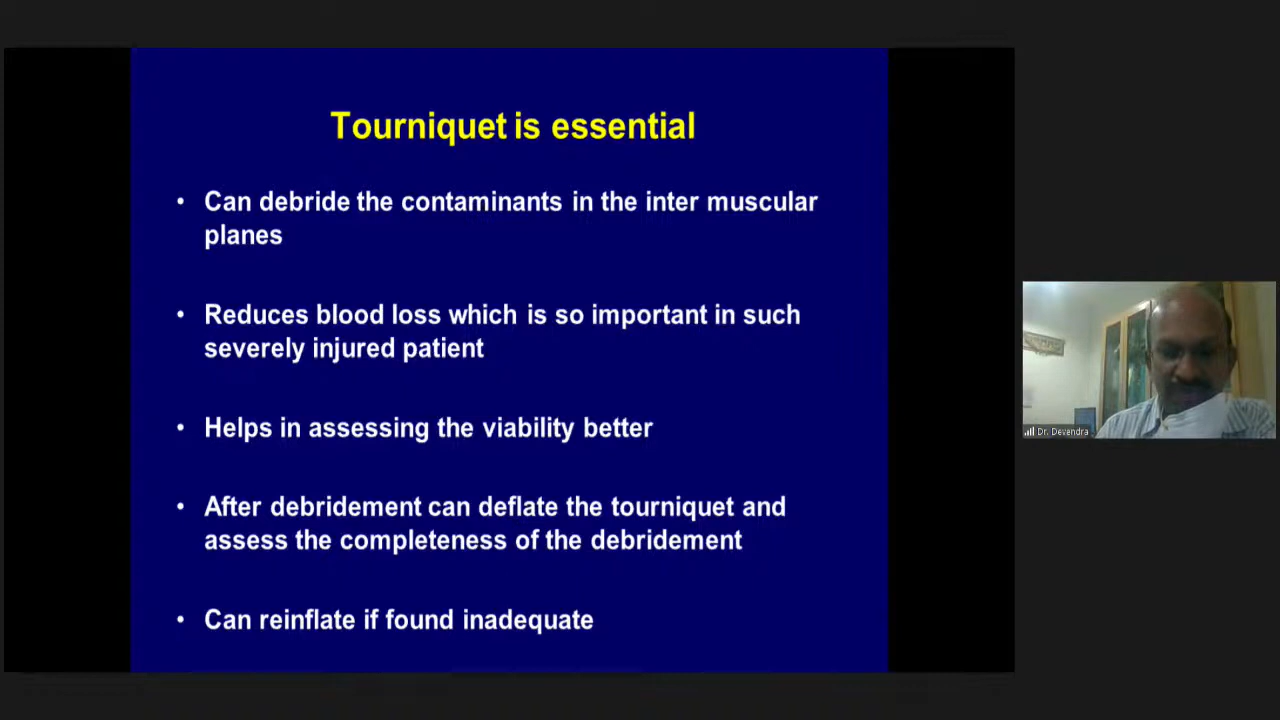 Tourniquet is essential
• Can debride the contaminants in the inter muscular
planes
• Reduces blood loss which is so important in such
severely injured patient
• Helps in assessing the viability better
• After debridement can deflate the tourniquet and
assess the completeness of the debridement
• Can reinflate if found inadequate
Dr. Devendra